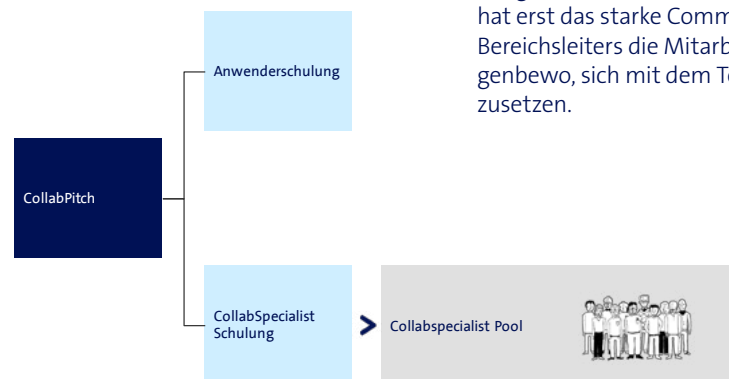 hat erst das starke Comm
Bereichsleiters die Mitarb
genbewo, sich mit dem
zusetzen.
Anwenderschulung
CollabPitch
CollabSpecialist
Schulung
Collabspecialist Pool